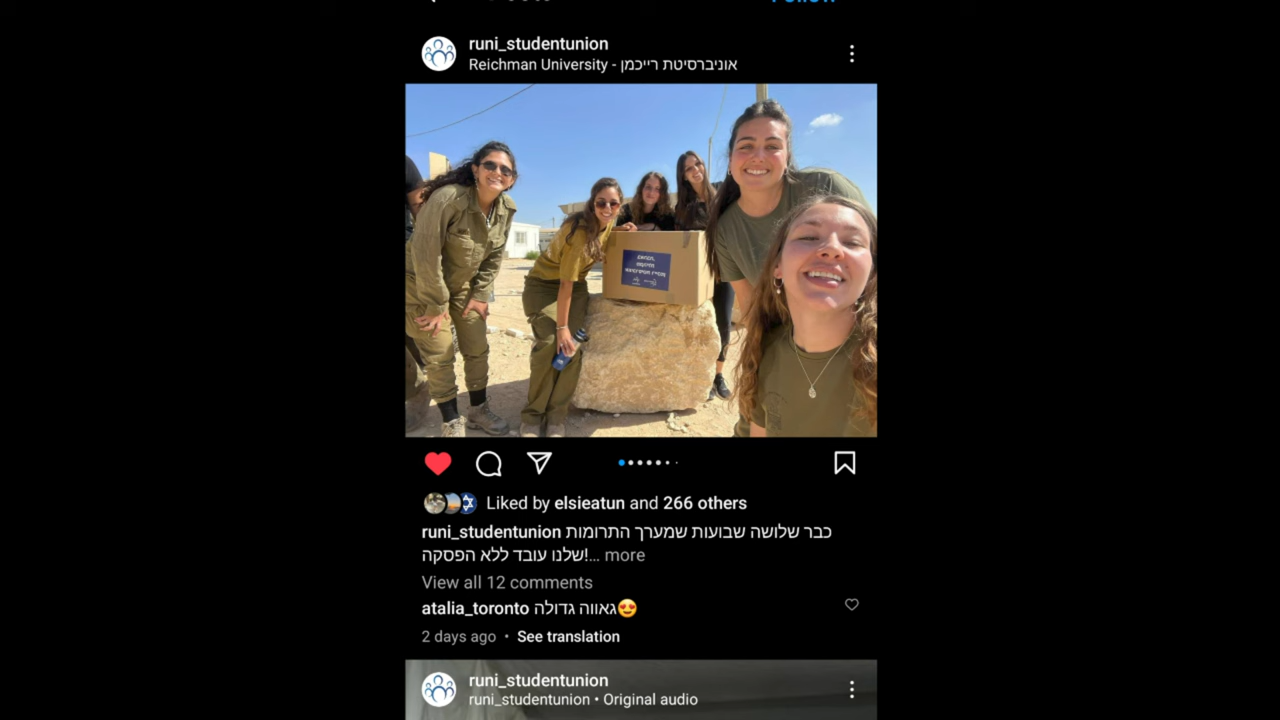 runi_studentunion
Reichman University - אוניברסיטת רייכמן
Liked by elsieatun and 266 others
runi_studentunion כבר שלושה שבועות שמערך התרומות
שלנו עובד ללא הפסקה!... more
View all 12 comments
atalia_toronto גאווה גדולה😍
2 days ago • See translation
runi_studentunion
runi_studentunion • Original audio